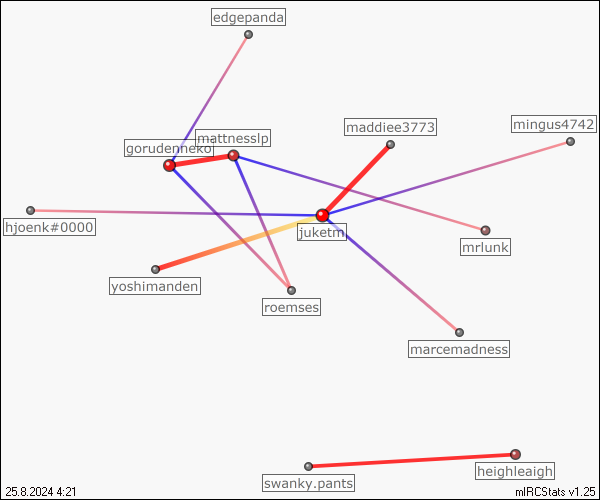 edgepanda
mingus4742
maddiee3773
mattnesslp
gorudenneko
hjoenk#0000
juketm
mrlunk
yoshimanden
roemses
marcemadness
heighleaigh
swanky.pants
25.8.2024 4:21
mIRCStats v1.25